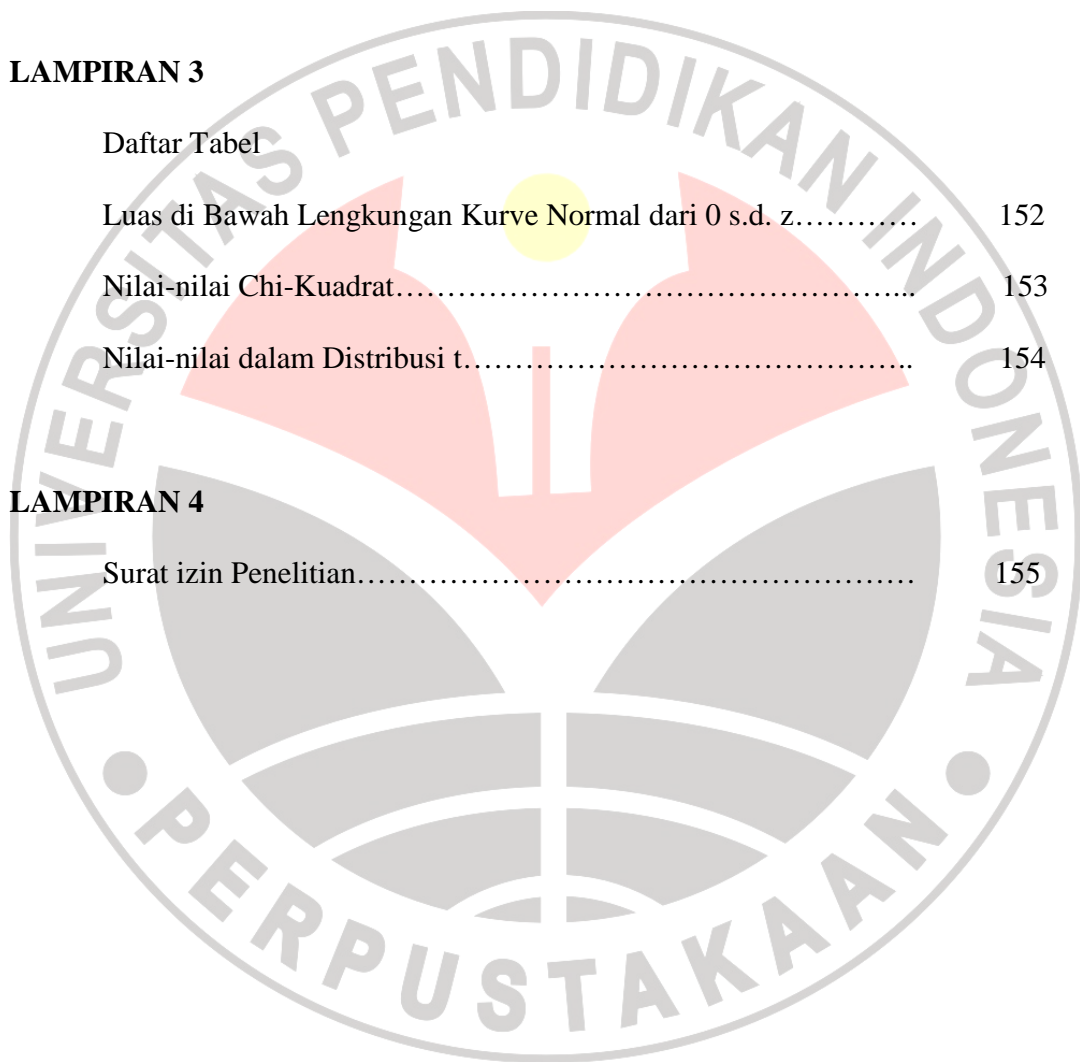 LAMPIRAN 3
Daftar Tabel
Luas di Bawah Lengkungan Kurve Normal dari 0 s.d. z………… 152
Nilai-nilai Chi-Kuadrat……………………………………………... 153
Nilai-nilai dalam Distribusi t…………………………………….. 154
LAMPIRAN 4
Surat izin Penelitian………………………………………………… 155
UNIVERSITAS PENDIDIKAN INDONESIA
PERPUSTAKAAN